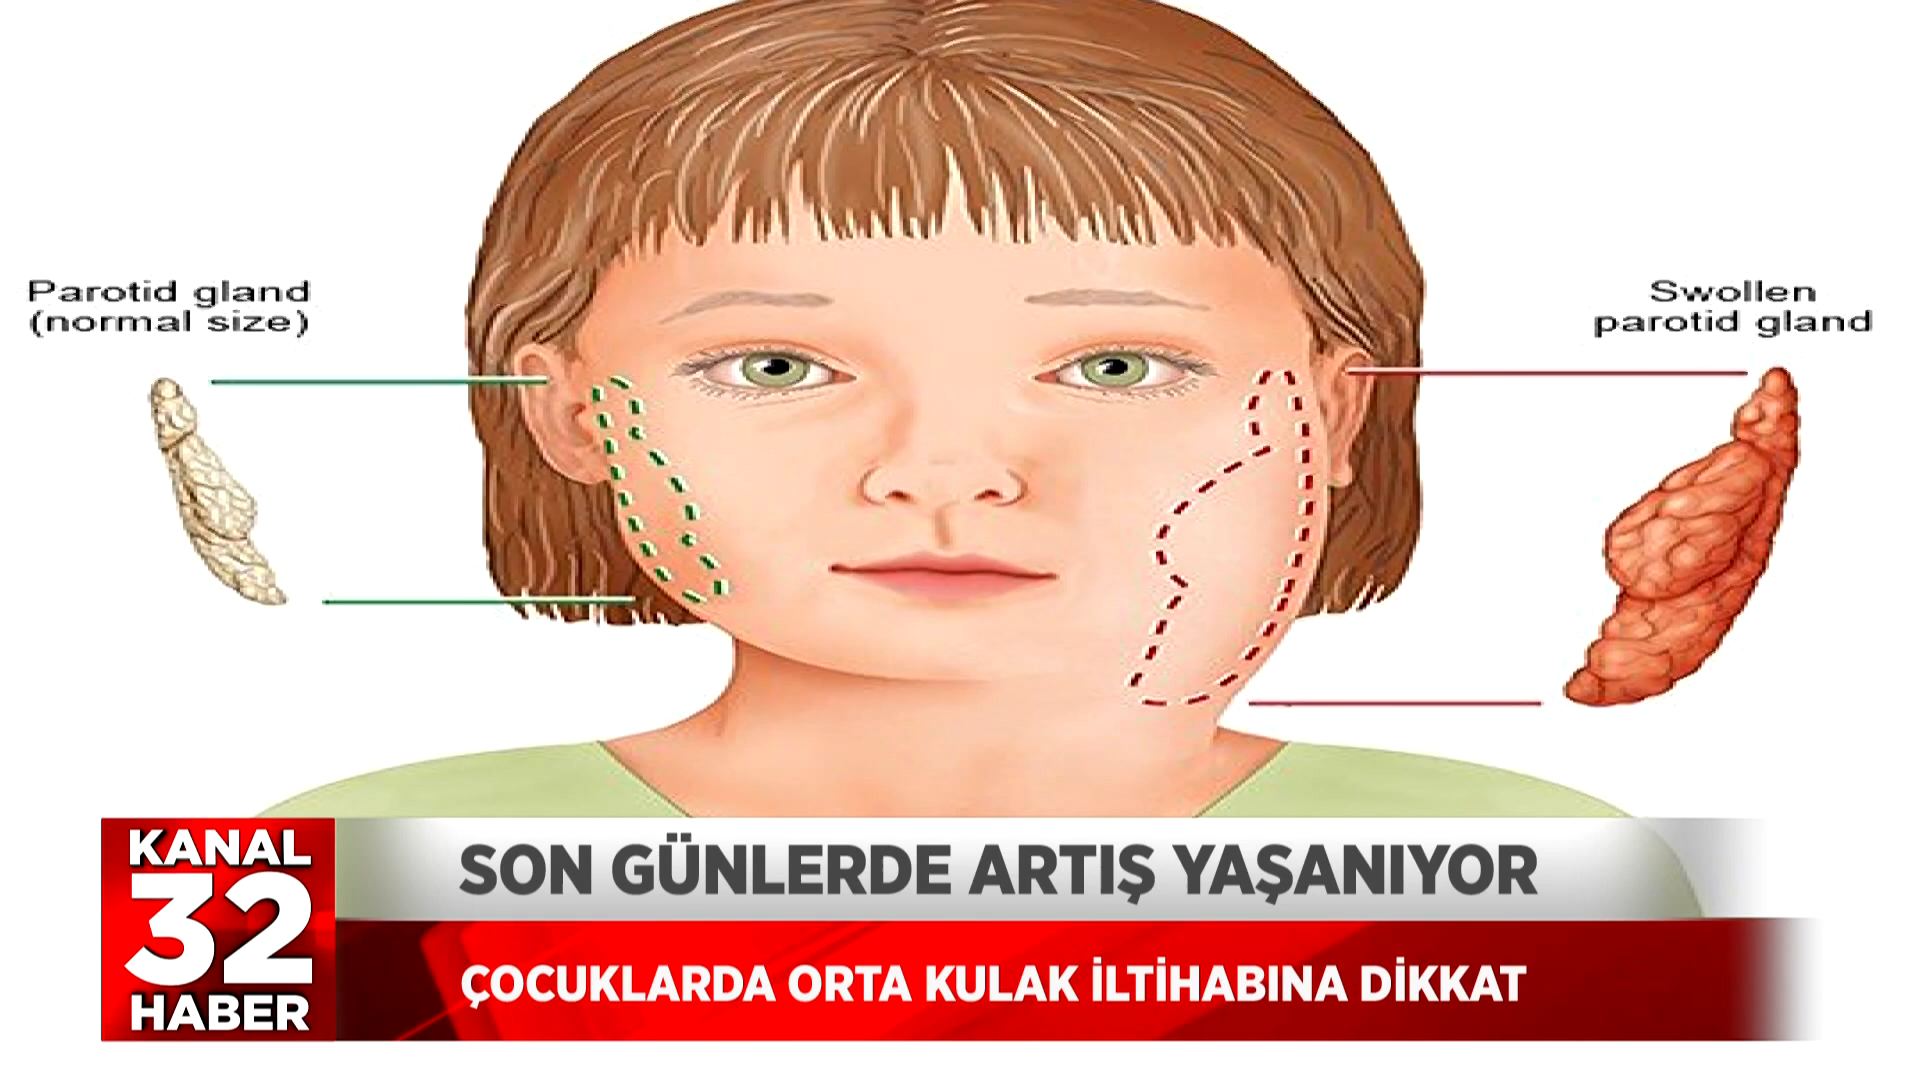 Parotid gland
(normal size)
Swollen
parotid gland
KANAL
32
HABER
SON GÜNLERDE ARTIŞ YAŞANIYOR
ÇOCUKLARDA ORTA KULAK İLTİHABINA DİKKAT